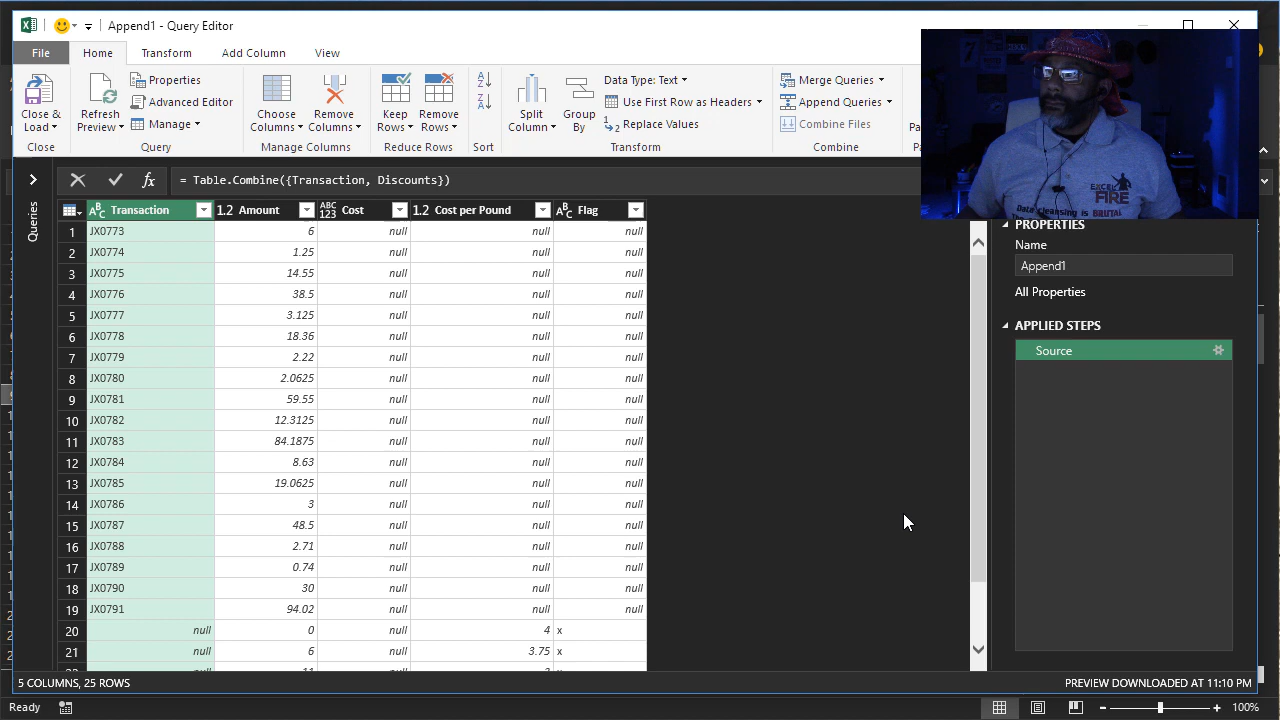 Append1 - Query Editor
File Home Transform Add Column View
Properties
Advanced Editor
Manage
Close & Load
Refresh Preview
Choose Columns
Remove Columns
Keep Rows
Remove Rows
Split Column
Group By
Data Type: Text
Use First Row as Headers
Replace Values
Merge Queries
Append Queries
Combine Files
Close Query Manage Columns Reduce Rows Sort Transform Combine
EXCEL
FIRE
Data Cleansing is BRUTAL
Queries
fx = Table.Combine({Transaction, Discounts})
ABC Transaction 1.2 Amount ABC 123 Cost 1.2 Cost per Pound ABC Flag
1 JX0773 6 null null null
2 JX0774 1.25 null null null
3 JX0775 14.55 null null null
4 JX0776 38.5 null null null
5 JX0777 3.125 null null null
6 JX0778 18.36 null null null
7 JX0779 2.22 null null null
8 JX0780 2.0625 null null null
9 JX0781 59.55 null null null
10 JX0782 12.3125 null null null
11 JX0783 84.1875 null null null
12 JX0784 8.63 null null null
13 JX0785 19.0625 null null null
14 JX0786 3 null null null
15 JX0787 48.5 null null null
16 JX0788 2.71 null null null
17 JX0789 0.74 null null null
18 JX0790 30 null null null
19 JX0791 94.02 null null null
20 null 0 null 4 x
21 null 6 null 3.75 x
PROPERTIES
Name
Append1
All Properties
APPLIED STEPS
Source
5 COLUMNS, 25 ROWS
PREVIEW DOWNLOADED AT 11:10 PM
Ready
100%